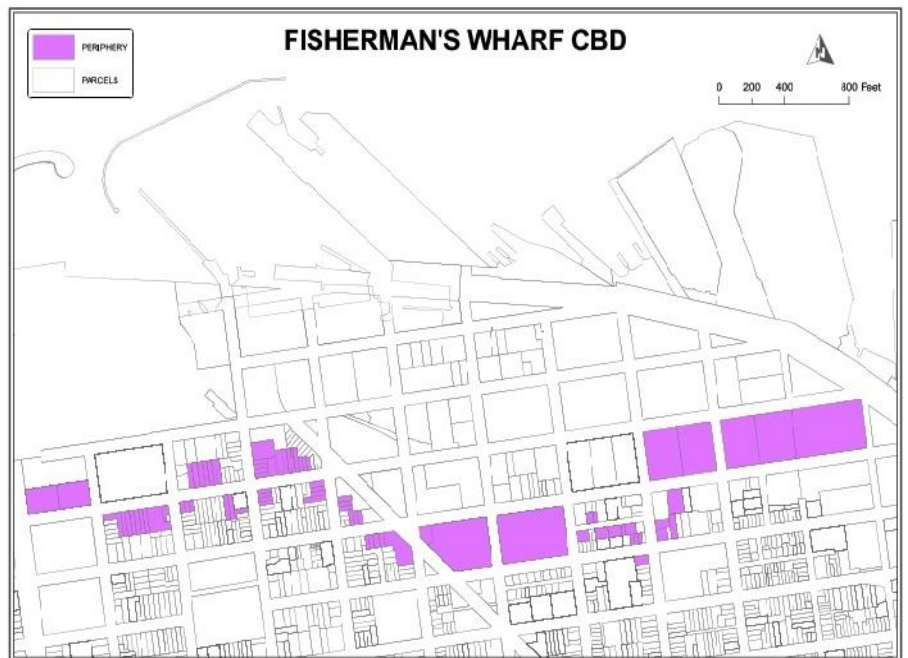 FISHERMAN'S WHARF CBD
PERIPHERY
PARCELS
N
0 200 400 800 Feet